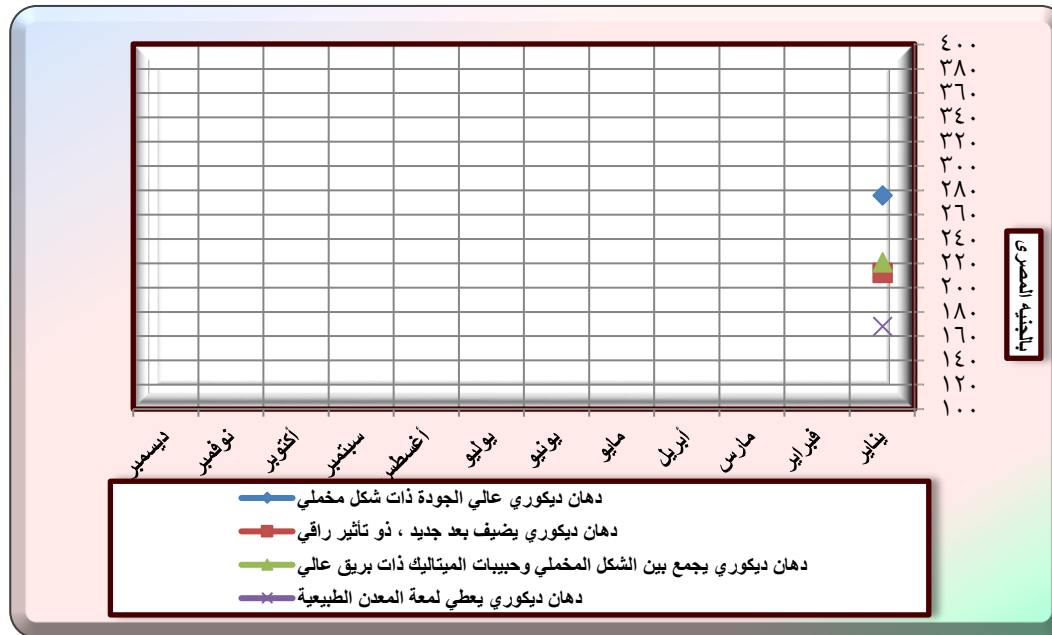 ٤٠٠
٣٨٠
٣٦٠
٣٤٠
٣٢٠
٣٠٠
٢٨٠
٢٦٠
٢٤٠
٢٢٠
٢٠٠
١٨٠
١٦٠
١٤٠
١٢٠
١٠٠
بالجنيه المصرى
يناير
فبراير
مارس
أبريل
مايو
يونيو
يوليو
أغسطس
سبتمبر
أكتوبر
نوفمبر
ديسمبر
دهان ديكوري عالي الجودة ذات شكل مخملي
دهان ديكوري يضيف بعد جديد ، ذو تأثير راقي
دهان ديكوري يجمع بين الشكل المخملي وحبيبات الميتاليك ذات بريق عالي
دهان ديكوري يعطي لمعة المعدن الطبيعية